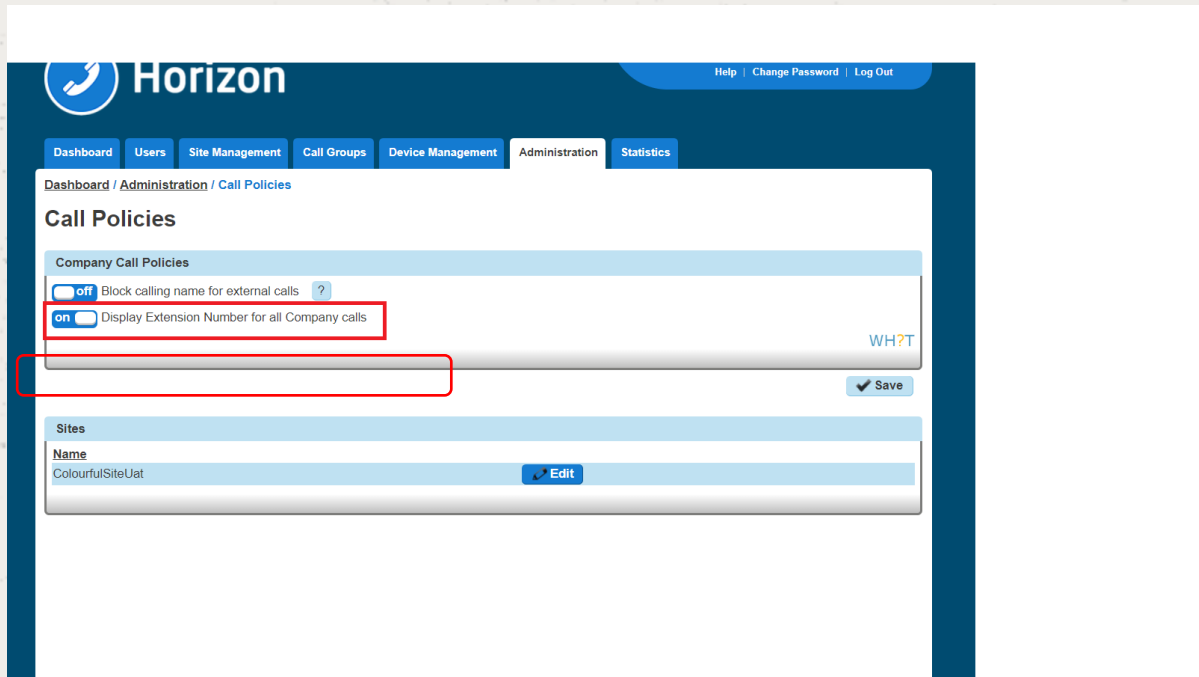 Horizon
Help | Change Password | Log Out
Dashboard Users Site Management Call Groups Device Management Administration Statistics
Dashboard / Administration / Call Policies
Call Policies
Company Call Policies
off Block calling name for external calls ?
on Display Extension Number for all Company calls
WH?T
Save
Sites
Name
ColourfulSiteUat Edit